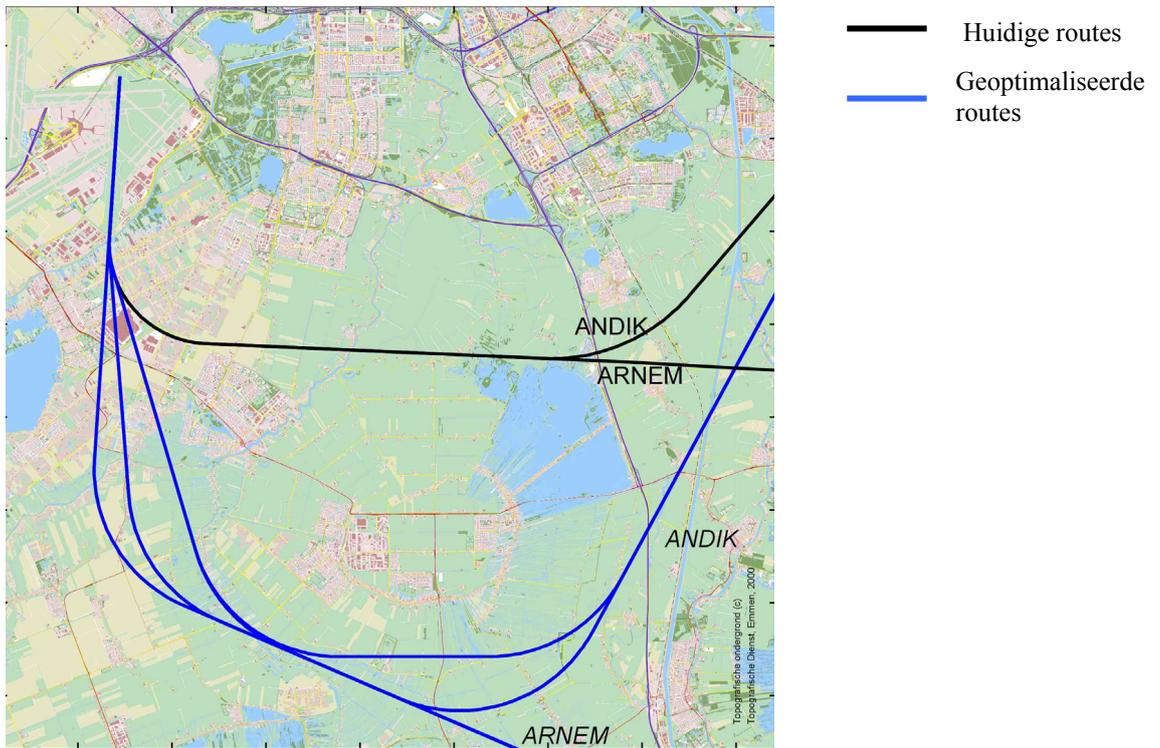 Huidige routes
Geoptimaliseerde
routes
ANDIK
ARNEM
ANDIK
ARNEM
Topografische ondergrond (c)
Topografische Dienst, Emmen, 2000